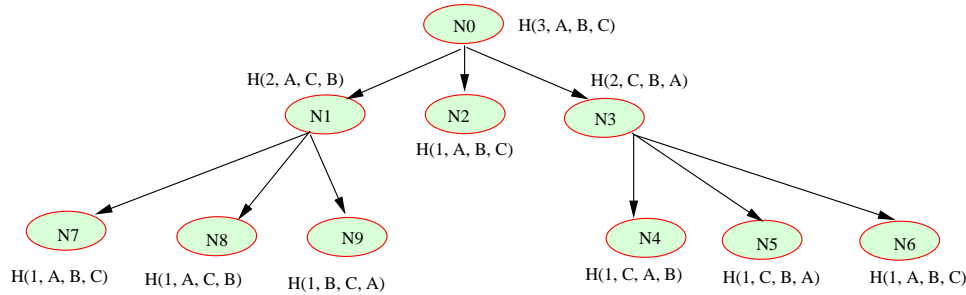 N0 H(3, A, B, C)
H(2, A, C, B) H(2, C, B, A)
N1 N2 N3
H(1, A, B, C)
N7 N8 N9 N4 N5 N6
H(1, A, B, C) H(1, A, C, B) H(1, B, C, A) H(1, C, A, B) H(1, C, B, A) H(1, A, B, C)